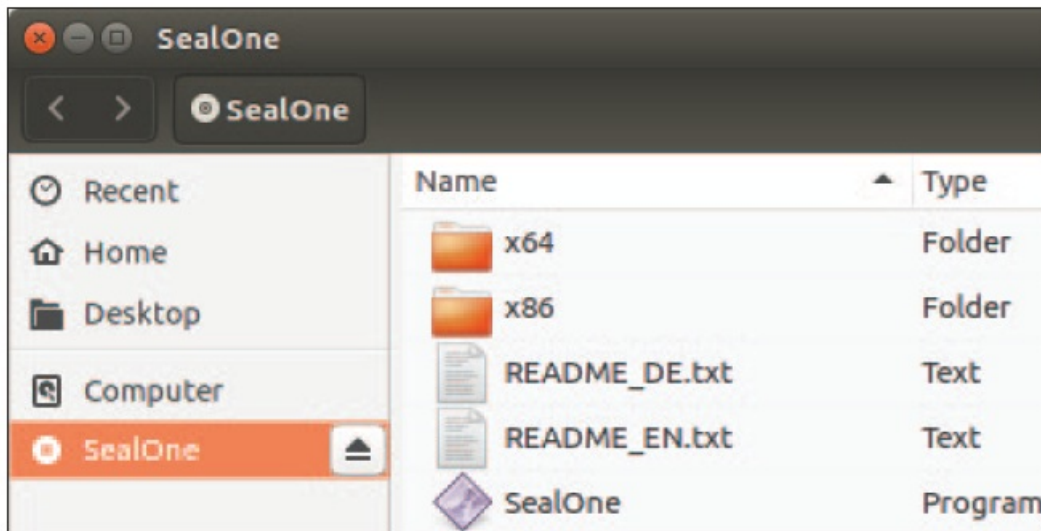 SealOne
SealOne
Recent
Home
Desktop
Computer
SealOne
Name Type
x64 Folder
x86 Folder
README_DE.txt Text
README_EN.txt Text
SealOne Program